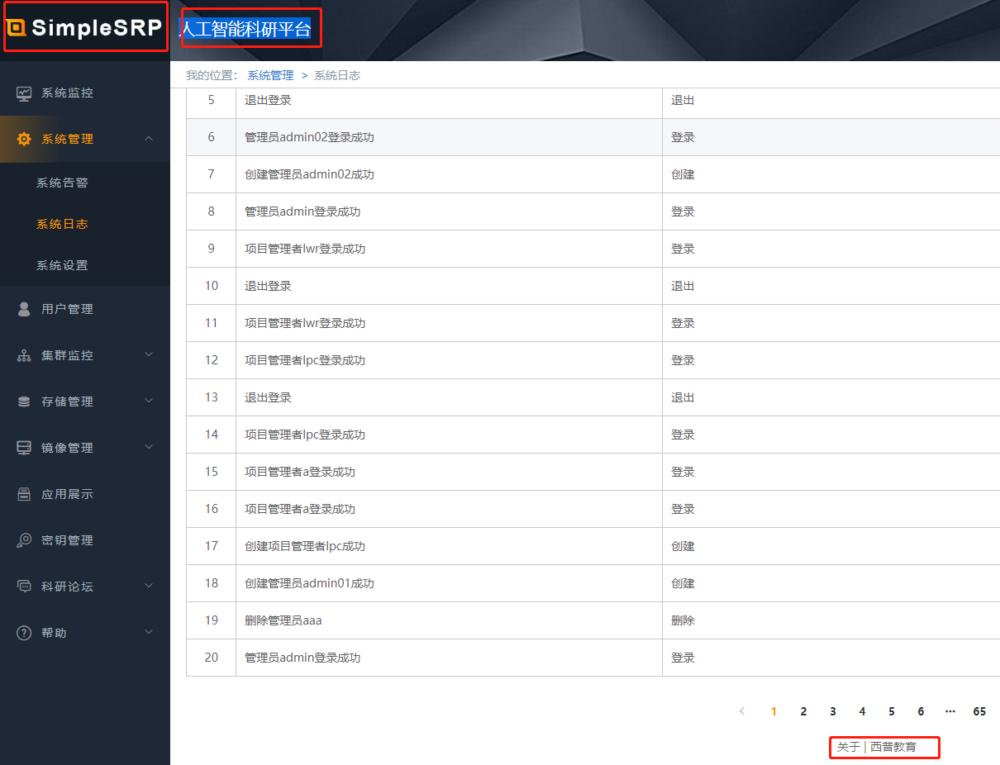 SimpleSRP
人工智能科研平台
系统监控
系统管理
系统告警
系统日志
系统设置
用户管理
集群监控
存储管理
镜像管理
应用展示
密钥管理
科研论坛
帮助
我的位置： 系统管理 > 系统日志
5 退出登录 退出
6 管理员admin02登录成功 登录
7 创建管理员admin02成功 创建
8 管理员admin登录成功 登录
9 项目管理者lwr登录成功 登录
10 退出登录 退出
11 项目管理者lwr登录成功 登录
12 项目管理者lpc登录成功 登录
13 退出登录 退出
14 项目管理者lpc登录成功 登录
15 项目管理者a登录成功 登录
16 项目管理者a登录成功 登录
17 创建项目管理者lpc成功 创建
18 创建管理员admin01成功 创建
19 删除管理员aaa 删除
20 管理员admin登录成功 登录
< 1 2 3 4 5 6 ··· 65
关于 | 西普教育